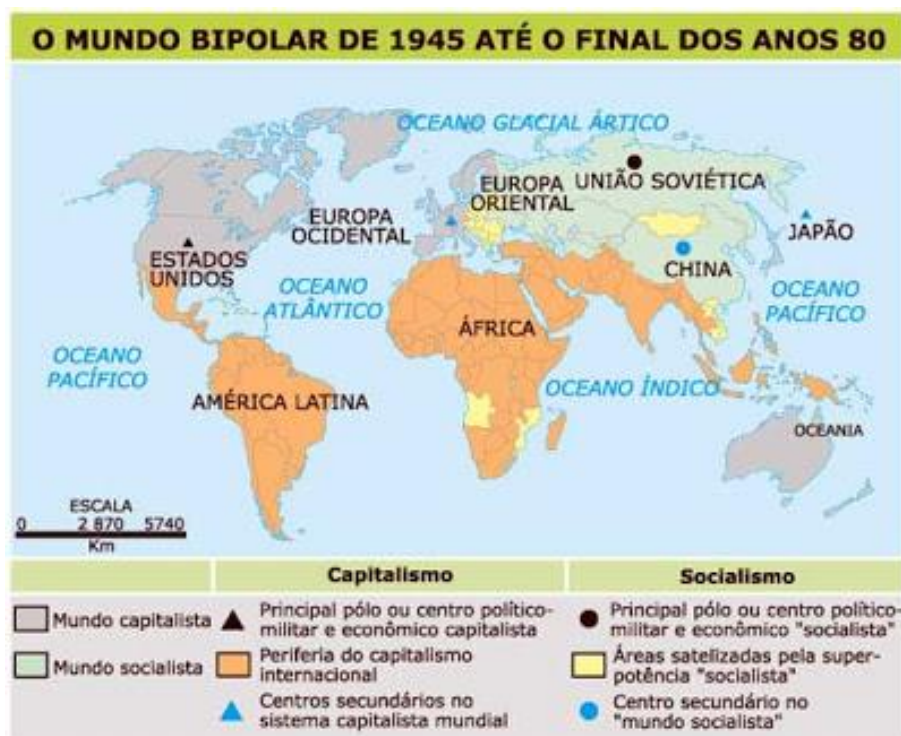 O MUNDO BIPOLAR DE 1945 ATÉ O FINAL DOS ANOS 80
OCEANO GLACIAL ÁRTICO
EUROPA
OCIDENTAL
EUROPA
ORIENTAL
UNIÃO SOVIÉTICA
JAPÃO
ESTADOS
UNIDOS
CHINA
OCEANO
ATLÂNTICO
OCEANO
PACÍFICO
ÁFRICA
OCEANO
PACÍFICO
AMÉRICA LATINA
OCEANO ÍNDICO
OCEANIA
ESCALA
0 2 870 5740
Km
Capitalismo
Socialismo
Mundo capitalista
Principal pólo ou centro político-
militar e econômico capitalista
Principal pólo ou centro político-
militar e econômico "socialista"
Mundo socialista
Periferia do capitalismo
internacional
Áreas satelizadas pela super-
potência "socialista"
Centros secundários no
sistema capitalista mundial
Centro secundário no
"mundo socialista"